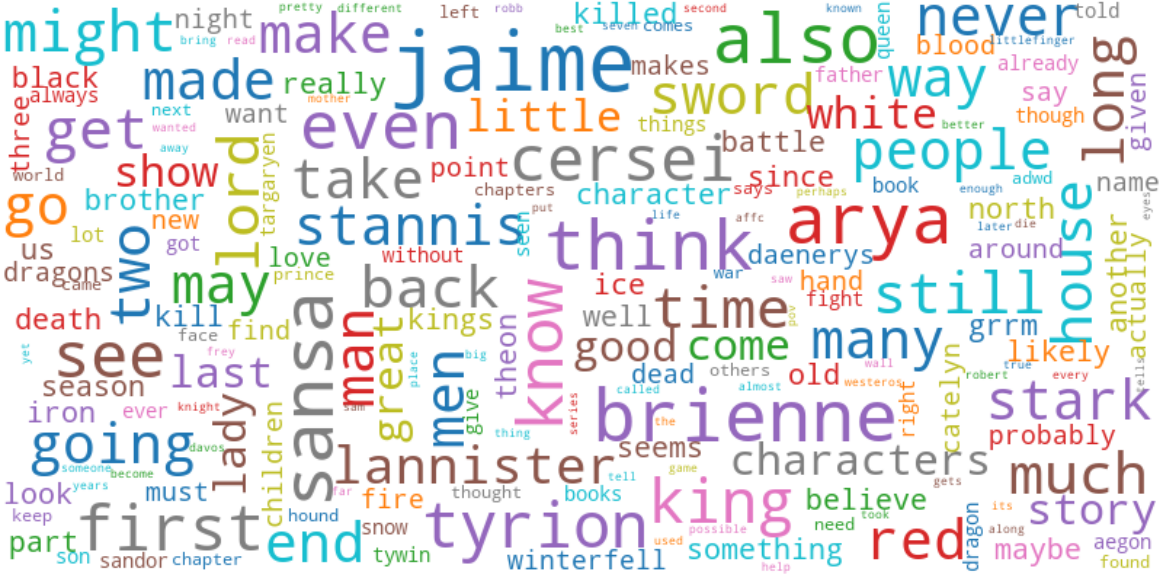 might
night
pretty
different
left
robb
killed
second
known
queen
never
told
bring
read
make
jaime
best
seven
comes
also
blood
littlefinger
black
always
made
really
makes
sword
father
way
already
long
three
next
want
mother
even
little
things
white
say
though
given
get
wanted
away
battle
better
people
world
show
lord
targaryen
take
point
cersei
since
book
enough
adwd
name
go
brother
new
chapters
character
says
perhaps
arya
north
eyes
us
lot
got
two
stannis
seen
put
life
affc
think
later
die
around
house
another
actually
dragons
came
may
love
prince
without
back
war
daenerys
saw
hand
still
death
kill
face
find
sansa
man
great
kings
know
ice
well
time
fight
pov
many
grrm
likely
yet
see
frey
season
last
men
place
big
theon
good
come
dead
others
old
wall
westeros
catelyn
robert
true
every
tells
iron
ever
knight
lady
children
sam
give
series
called
almost
right
stark
going
davos
thing
brienne
the
probably
someone
become
lannister
seems
game
characters
much
look
years
must
far
fire
thought
books
tell
king
believe
gets
story
keep
first
hound
snow
tyrion
possible
need
took
red
dragon
its
along
part
son
sandor
chapter
end
tywin
winterfell
used
something
help
maybe
aegon
found